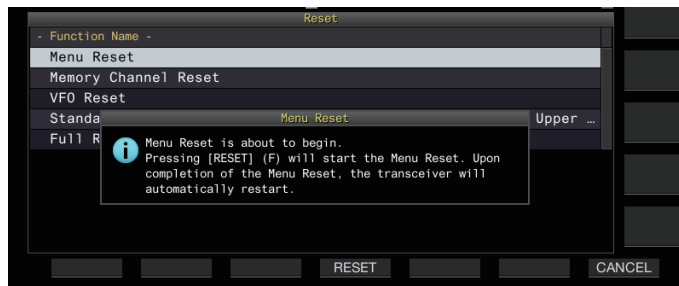 Reset
- Function Name -
Menu Reset
Memory Channel Reset
VFO Reset
Standa
Upper …
Full R
Menu Reset
Menu Reset is about to begin.
Pressing [RESET] (F) will start the Menu Reset. Upon
completion of the Menu Reset, the transceiver will
automatically restart.
RESET
CANCEL